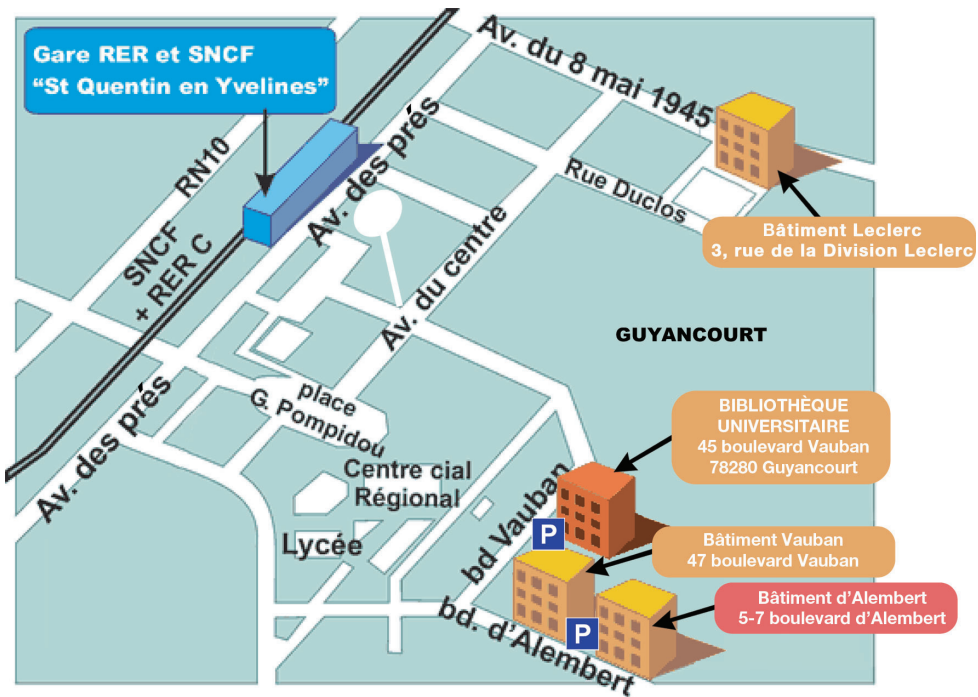 Gare RER et SNCF
“St Quentin en Yvelines”
Av. du 8 mai 1945
RN10
Av. des prés
Rue Duclos
Bâtiment Leclerc
3, rue de la Division Leclerc
SNCF
+ RER C
Av. du centre
GUYANCOURT
place
G. Pompidou
Av. des prés
BIBLIOTHÈQUE
UNIVERSITAIRE
45 boulevard Vauban
78280 Guyancourt
Centre cial
Régional
Lycée
bd Vauban
P
Bâtiment Vauban
47 boulevard Vauban
Bâtiment d’Alembert
5-7 boulevard d’Alembert
P
bd. d’Alembert